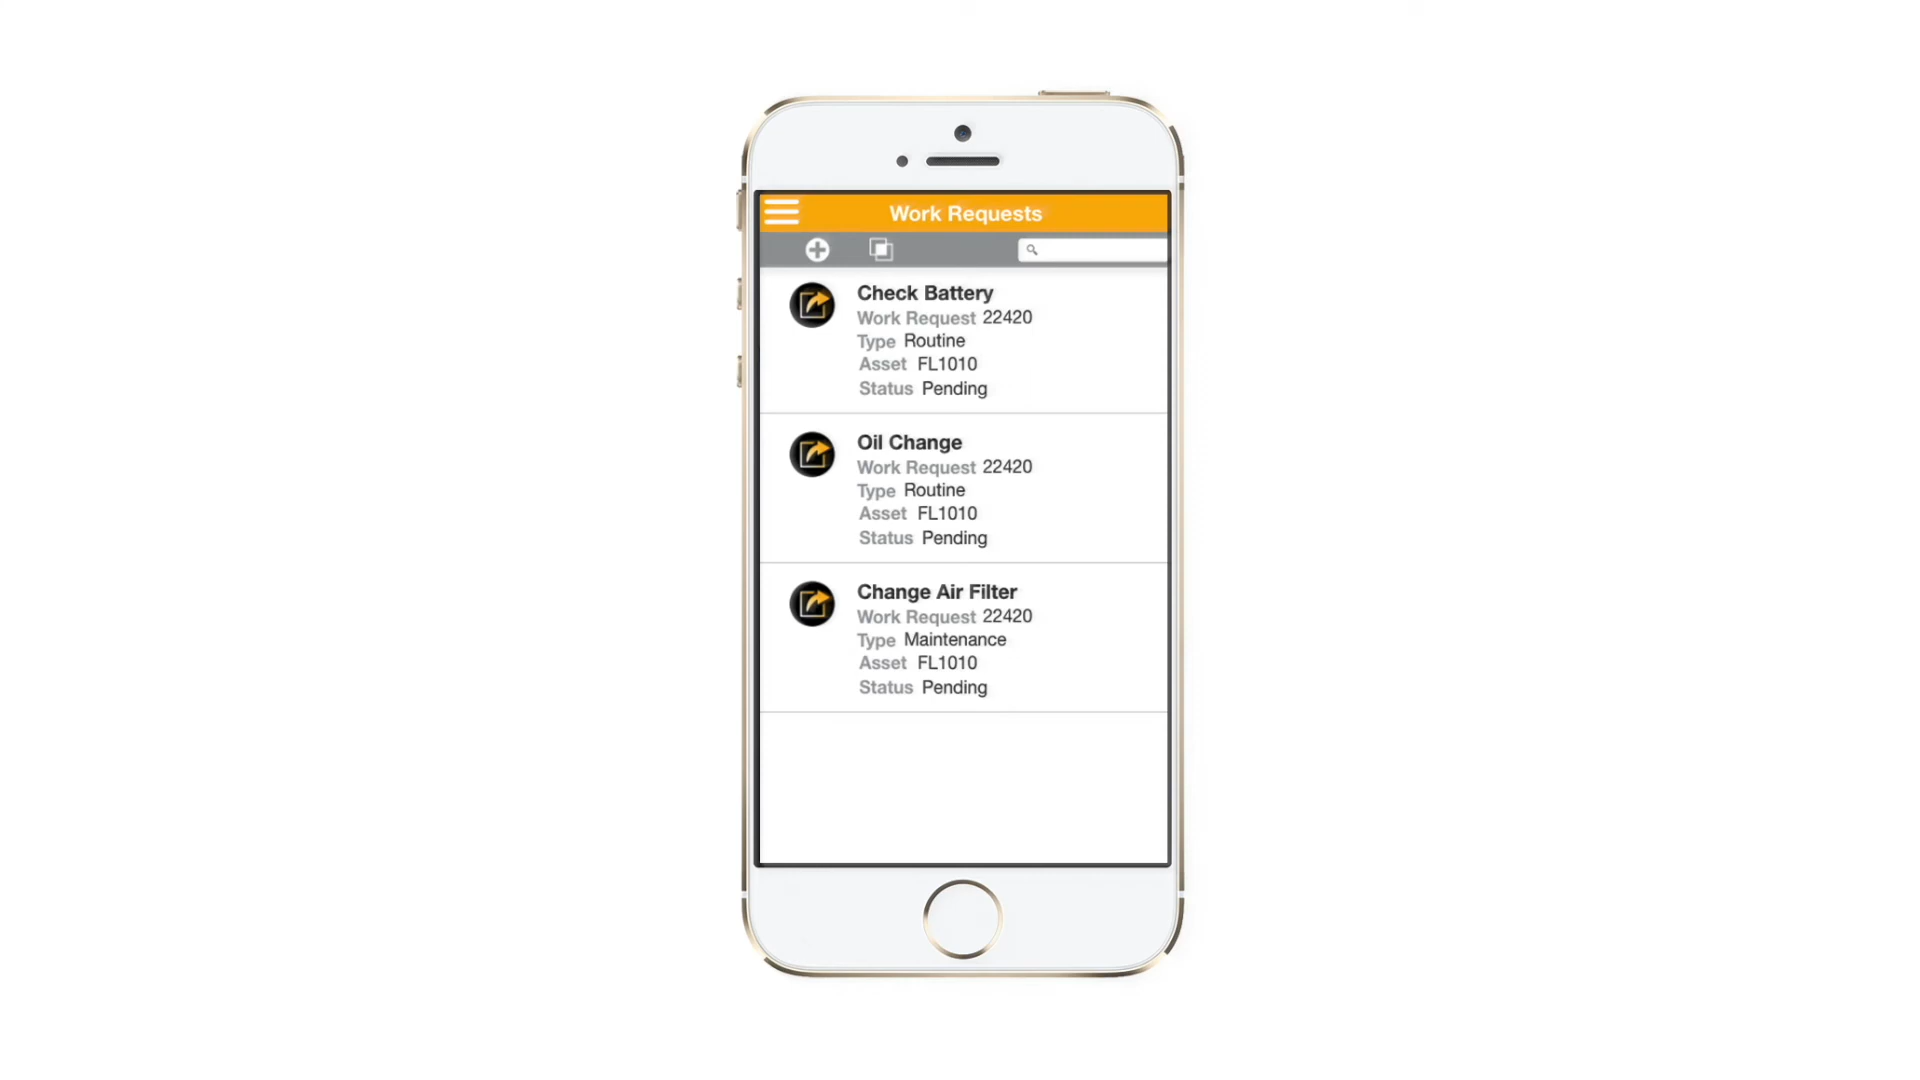 Work Requests
Check Battery
Work Request 22420
Type Routine
Asset FL1010
Status Pending
Oil Change
Work Request 22420
Type Routine
Asset FL1010
Status Pending
Change Air Filter
Work Request 22420
Type Maintenance
Asset FL1010
Status Pending